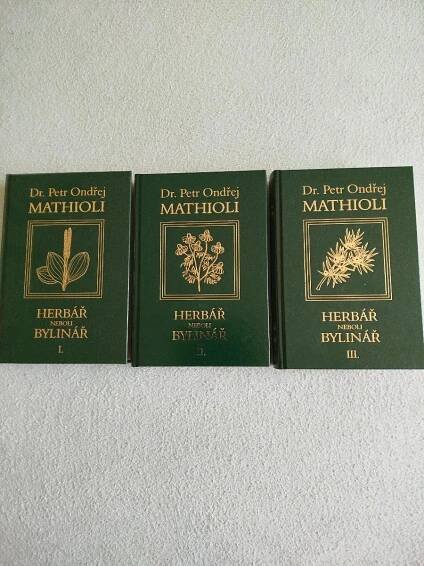 Dr. Petr Ondřej
MATHIOLI
HERBÁŘ
NEBOLI
BYLINÁŘ
I.
Dr. Petr Ondřej
MATHIOLI
HERBÁŘ
NEBOLI
BYLINÁŘ
II.
Dr. Petr Ondřej
MATHIOLI
HERBÁŘ
NEBOLI
BYLINÁŘ
III.